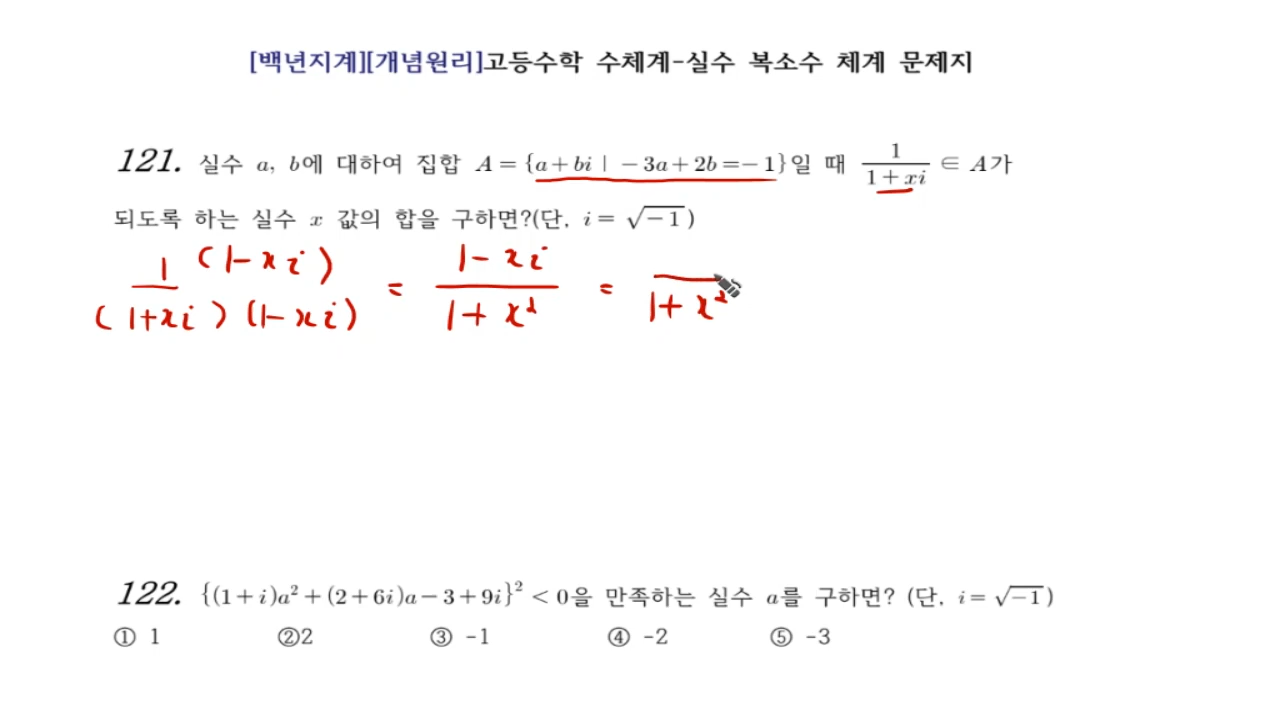 [백년지계][개념원리]고등수학 수체계-실수 복소수 체계 문제지
121. 실수 a, b에 대하여 집합 A = {a + bi | -3a + 2b = -1}일 때 1/(1 + xi) ∈ A가
되도록 하는 실수 x 값의 합을 구하면?(단, i = √-1)
1(1-xi)/(1+xi)(1-xi) = (1-xi)/(1+x²) = /(1+x²)
122. {(1+i)a² + (2+6i)a - 3 + 9i}² < 0을 만족하는 실수 a를 구하면? (단, i = √-1)
① 1 ②2 ③ -1 ④ -2 ⑤ -3